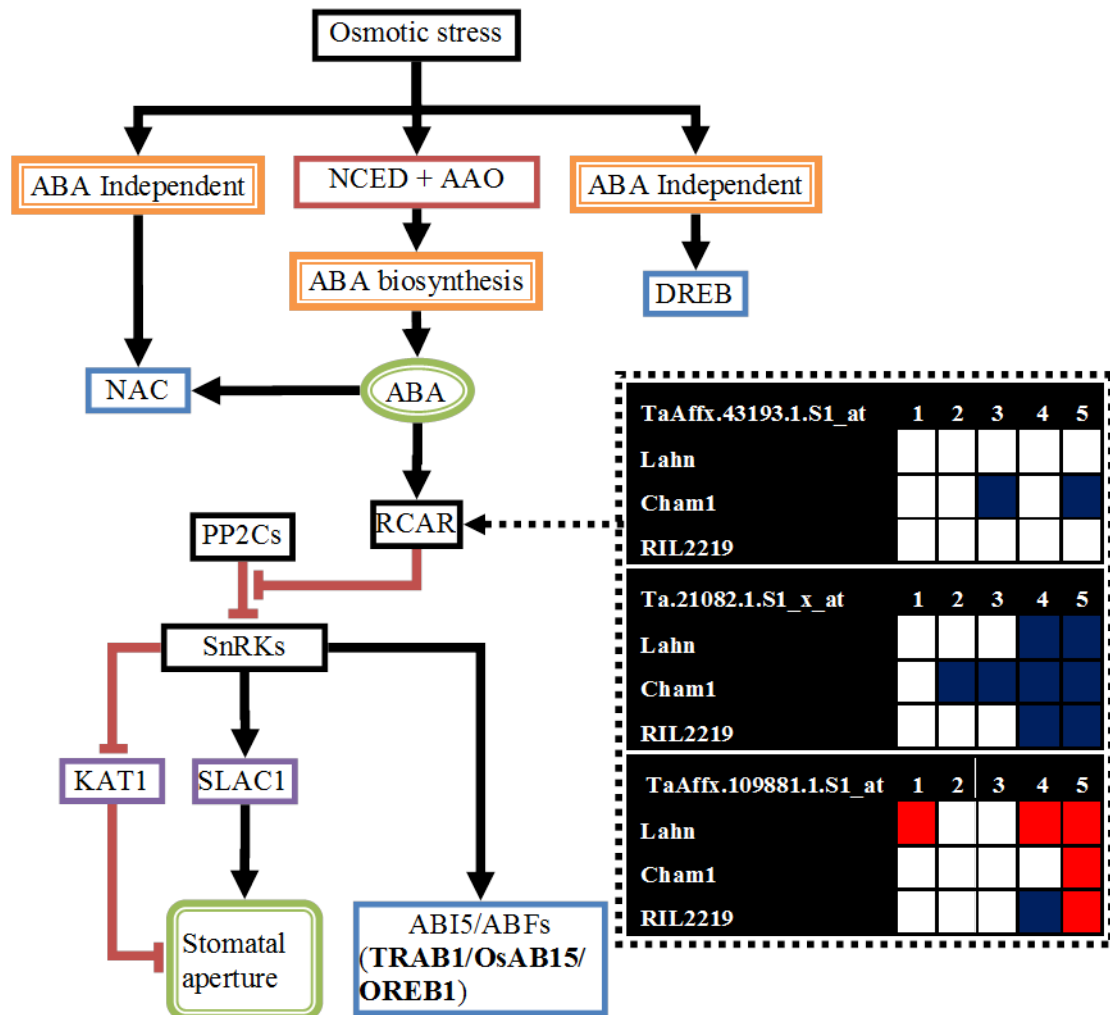 Osmotic stress
ABA Independent
NCED + AAO
ABA Independent
ABA biosynthesis
DREB
NAC
ABA
RCAR
PP2Cs
SnRKs
KAT1
SLAC1
Stomatal
aperture
ABI5/ABFs
(TRAB1/OsAB15/
OREB1)
TaAffx.43193.1.S1_at 1 2 3 4 5
Lahn
Cham1
RIL2219
Ta.21082.1.S1_x_at 1 2 3 4 5
Lahn
Cham1
RIL2219
TaAffx.109881.1.S1_at 1 2 3 4 5
Lahn
Cham1
RIL2219